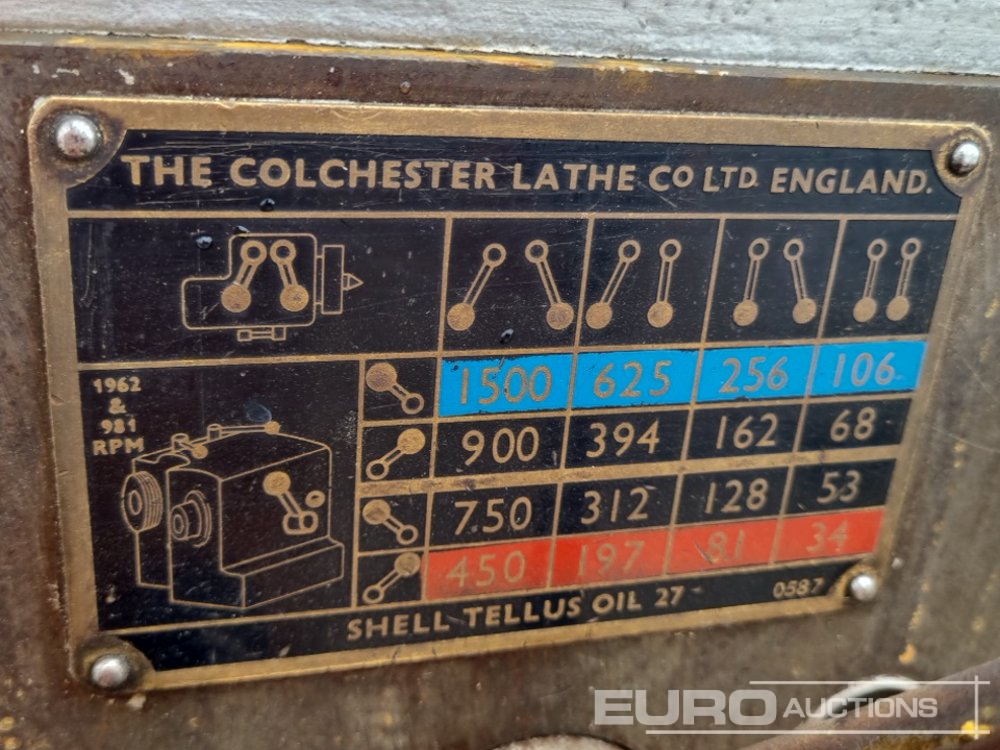 THE COLCHESTER LATHE CO LTD. ENGLAND.
1962
&
981
RPM
1500 625 256 106
900 394 162 68
750 312 128 53
450 197 81 34
SHELL TELLUS OIL 27
0587
EURO AUCTIONS